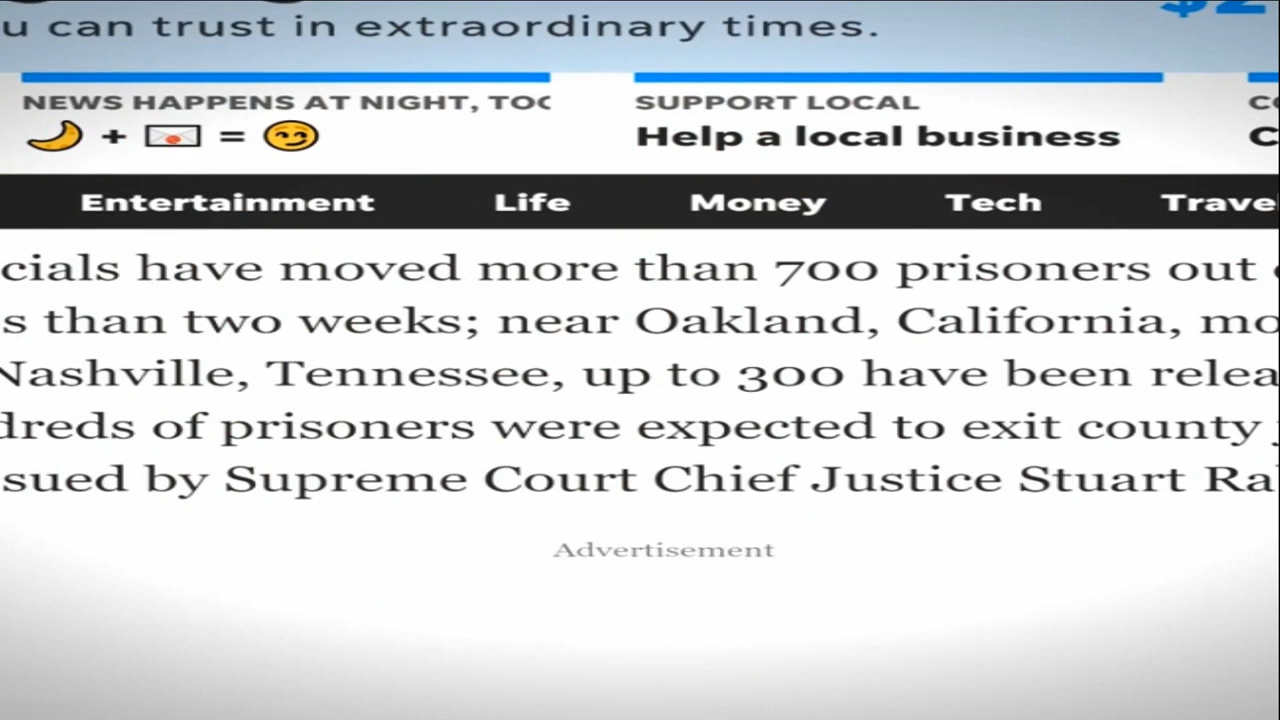 u can trust in extraordinary times.
$2
NEWS HAPPENS AT NIGHT, TOO
🌙 + 💌 = 😏
SUPPORT LOCAL
Help a local business
Entertainment Life Money Tech Trave
cials have moved more than 700 prisoners out
s than two weeks; near Oakland, California, mo
Nashville, Tennessee, up to 300 have been relea
dreds of prisoners were expected to exit county
ssued by Supreme Court Chief Justice Stuart Ra
Advertisement